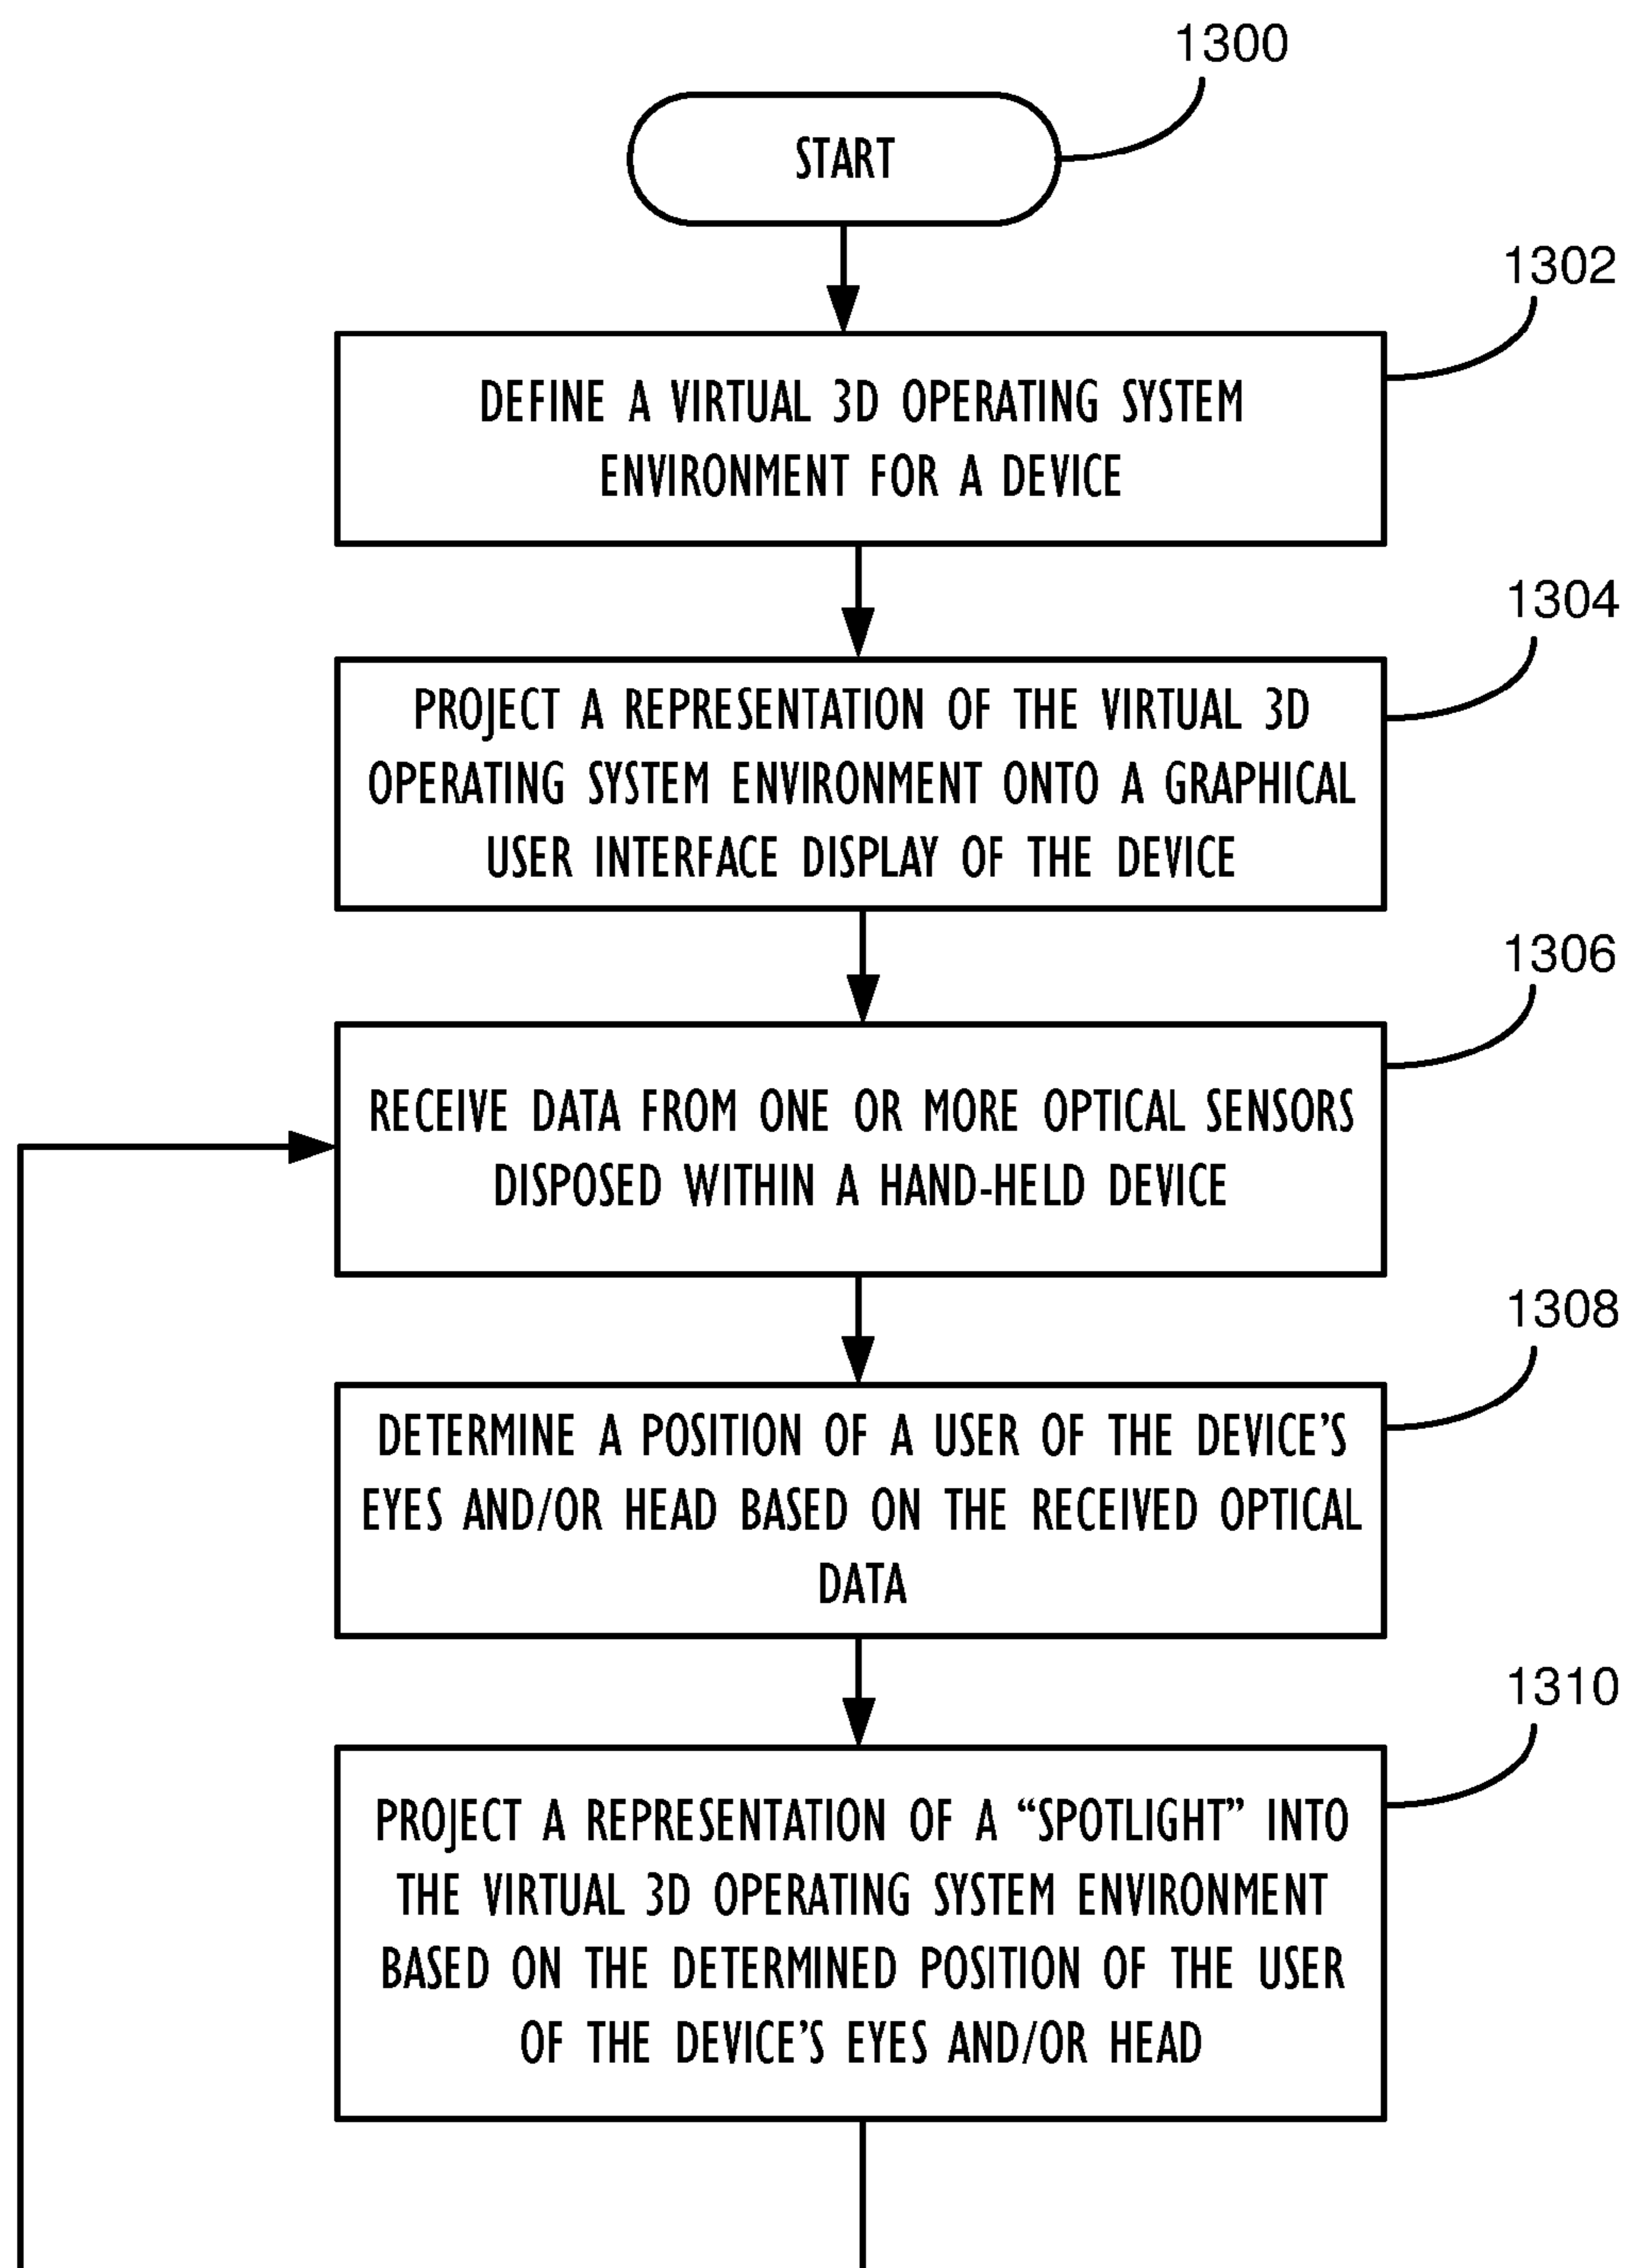 1300
START
1302
DEFINE A VIRTUAL 3D OPERATING SYSTEM
ENVIRONMENT FOR A DEVICE
1304
PROJECT A REPRESENTATION OF THE VIRTUAL 3D
OPERATING SYSTEM ENVIRONMENT ONTO A GRAPHICAL
USER INTERFACE DISPLAY OF THE DEVICE
1306
RECEIVE DATA FROM ONE OR MORE OPTICAL SENSORS
DISPOSED WITHIN A HAND-HELD DEVICE
1308
DETERMINE A POSITION OF A USER OF THE DEVICE’S
EYES AND/OR HEAD BASED ON THE RECEIVED OPTICAL
DATA
1310
PROJECT A REPRESENTATION OF A “SPOTLIGHT” INTO
THE VIRTUAL 3D OPERATING SYSTEM ENVIRONMENT
BASED ON THE DETERMINED POSITION OF THE USER
OF THE DEVICE’S EYES AND/OR HEAD